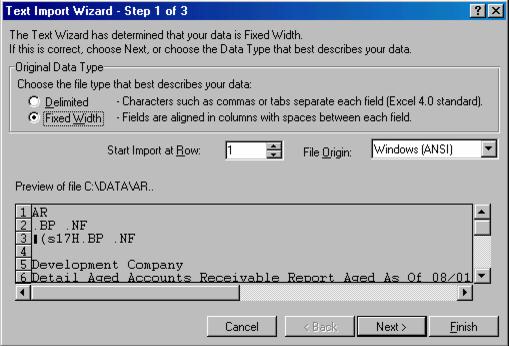 Text Import Wizard - Step 1 of 3
The Text Wizard has determined that your data is Fixed Width.
If this is correct, choose Next, or choose the Data Type that best describes your data.
Original Data Type
Choose the file type that best describes your data:
Delimited - Characters such as commas or tabs separate each field (Excel 4.0 standard).
Fixed Width - Fields are aligned in columns with spaces between each field.
Start Import at Row: 1 File Origin: Windows (ANSI)
Preview of file C:\DATA\AR..
1 AR
2 .BP .NF
3 (s17H.BP .NF
4
5 Development Company
6 Detail Aged Accounts Receivable Report Aged As Of 08/01
Cancel < Back Next > Finish